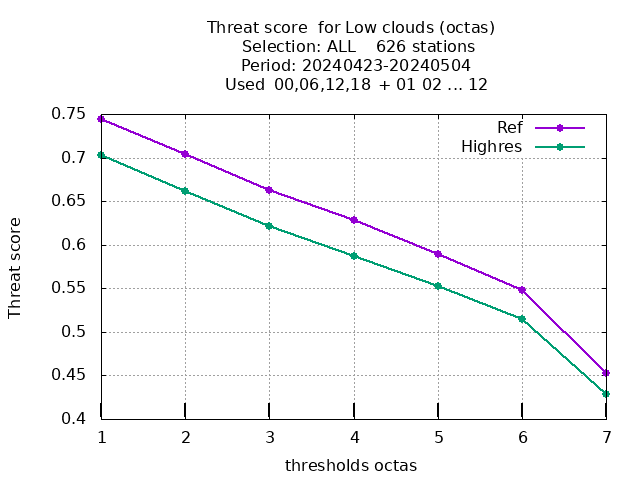 Threat score for Low clouds (octas)
Selection: ALL 626 stations
Period: 20240423-20240504
Used 00,06,12,18 + 01 02 ... 12
Ref
Highres
0.75
0.7
0.65
0.6
0.55
0.5
0.45
0.4
Threat score
1 2 3 4 5 6 7
thresholds octas